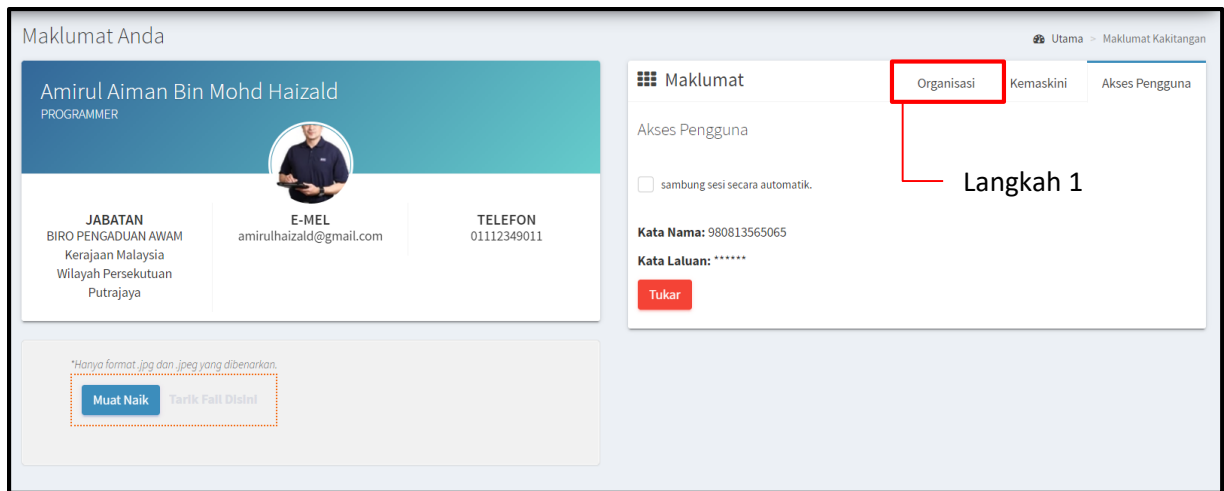 Maklumat Anda
Utama > Maklumat Kakitangan
Amirul Aiman Bin Mohd Haizald
PROGRAMMER
JABATAN
BIRO PENGADUAN AWAM
Kerajaan Malaysia
Wilayah Persekutuan
Putrajaya
E-MEL
amirulhaizald@gmail.com
TELEFON
01112349011
*Hanya format .jpg dan .jpeg yang dibenarkan.
Muat Naik
Tarik Fail Disini
Maklumat
Organisasi
Kemaskini
Akses Pengguna
Akses Pengguna
Langkah 1
sambung sesi secara automatik.
Kata Nama: 980813565065
Kata Laluan: ******
Tukar